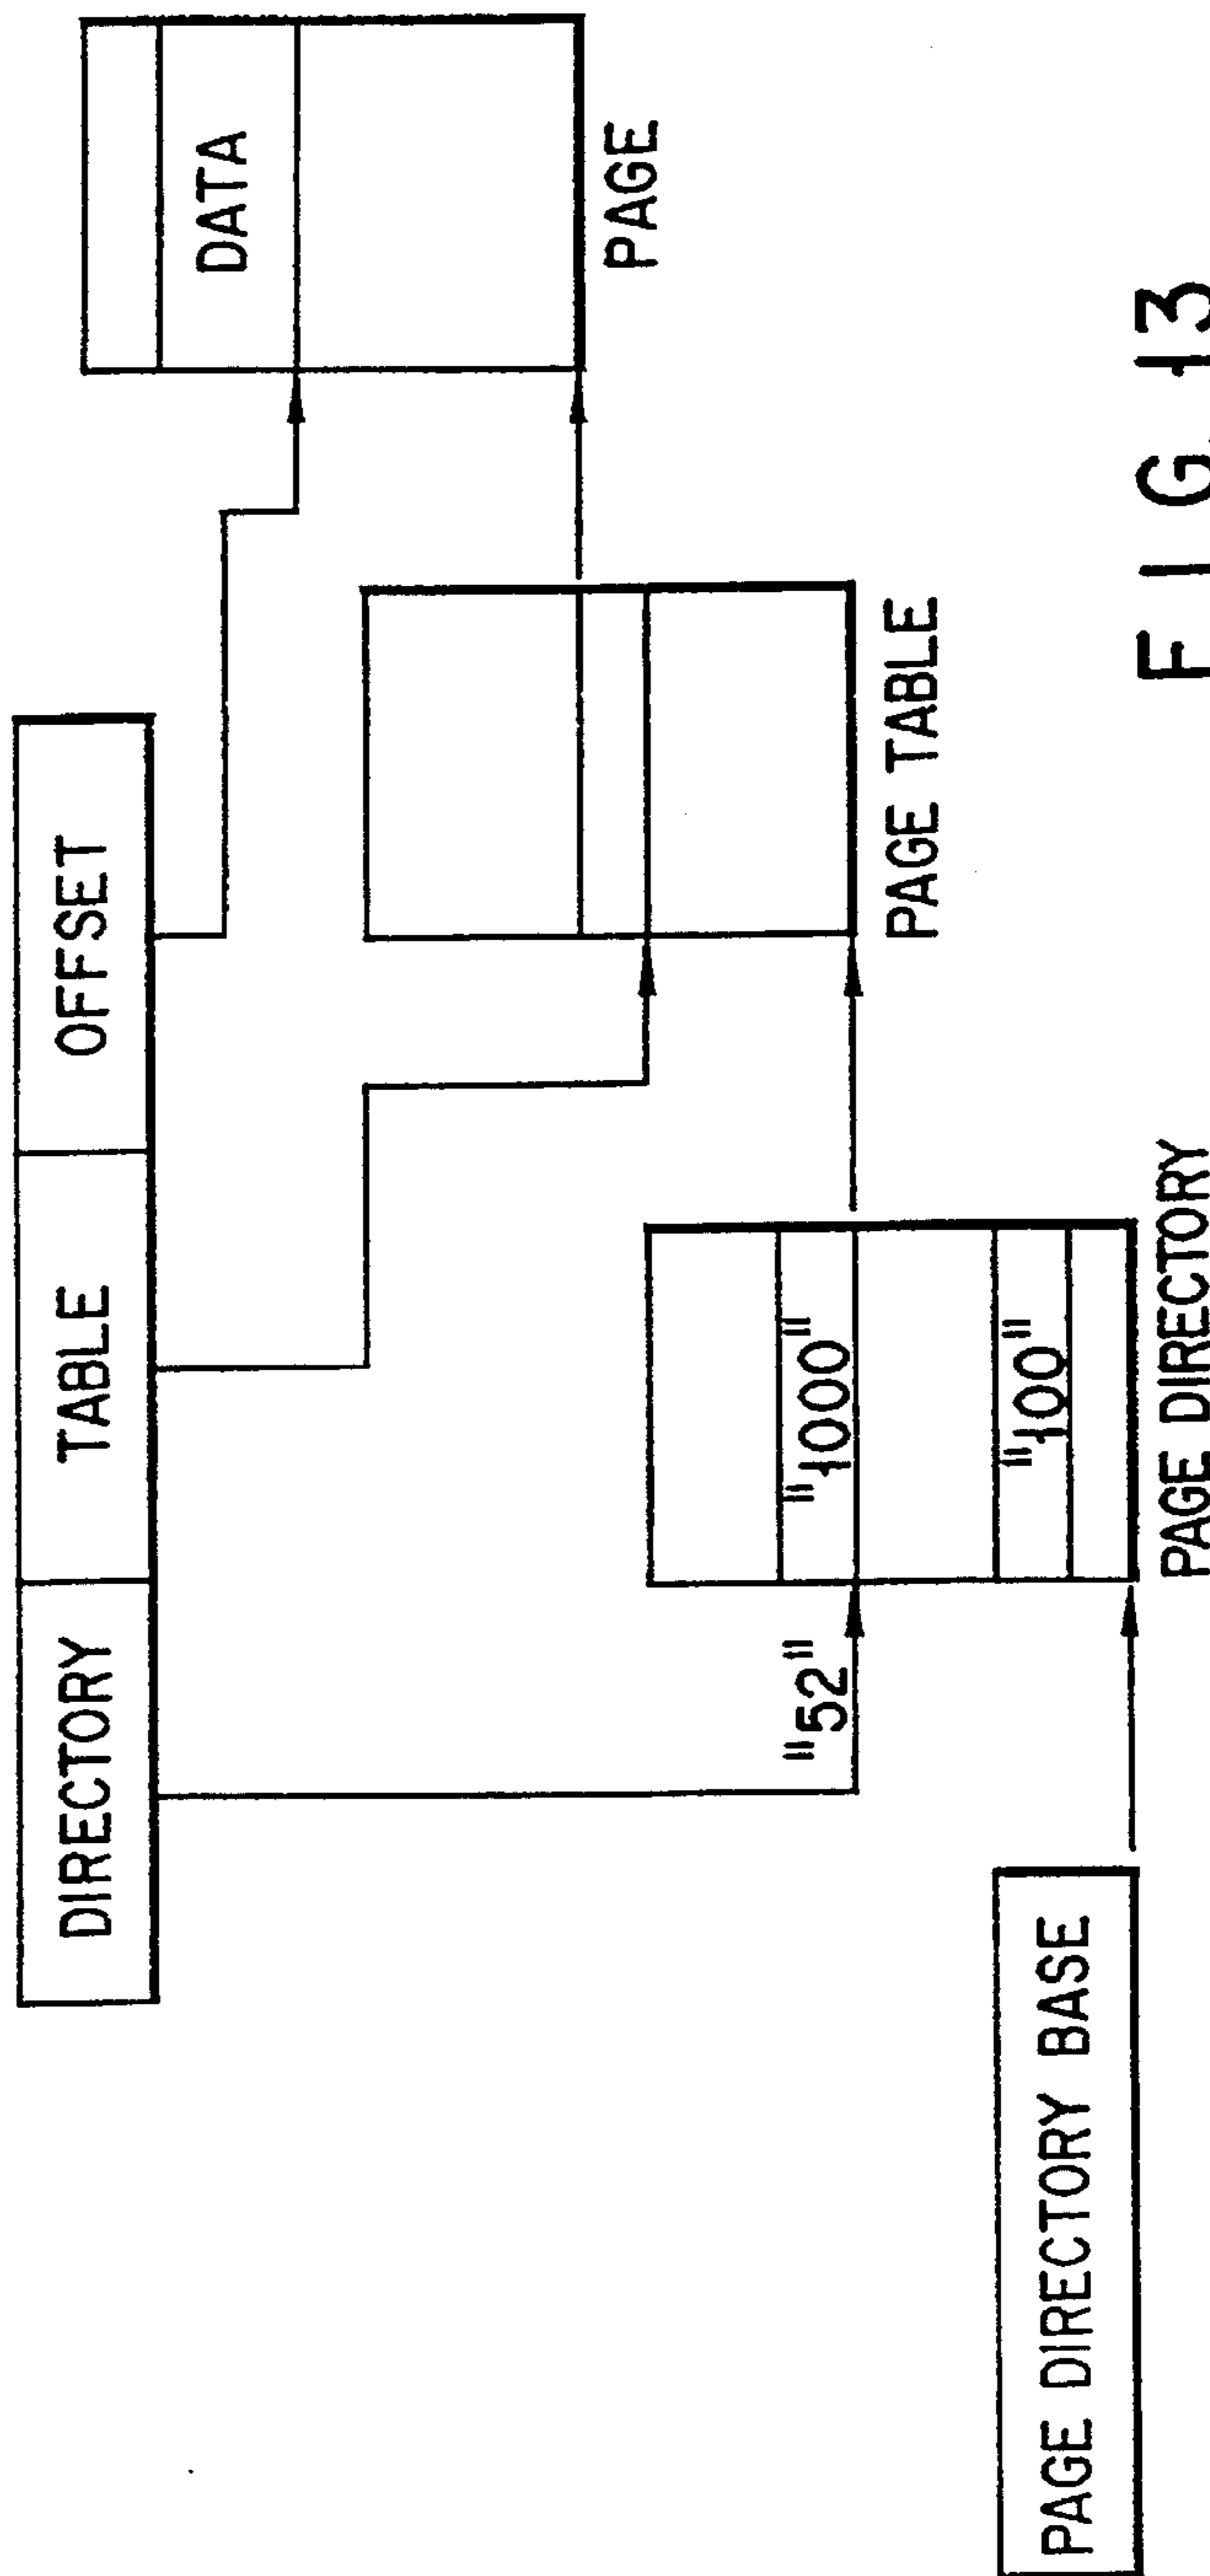 DIRECTORY TABLE OFFSET
DATA
PAGE
"52"
"1000"
"100"
PAGE TABLE
PAGE DIRECTORY BASE
PAGE DIRECTORY
FIG. 13